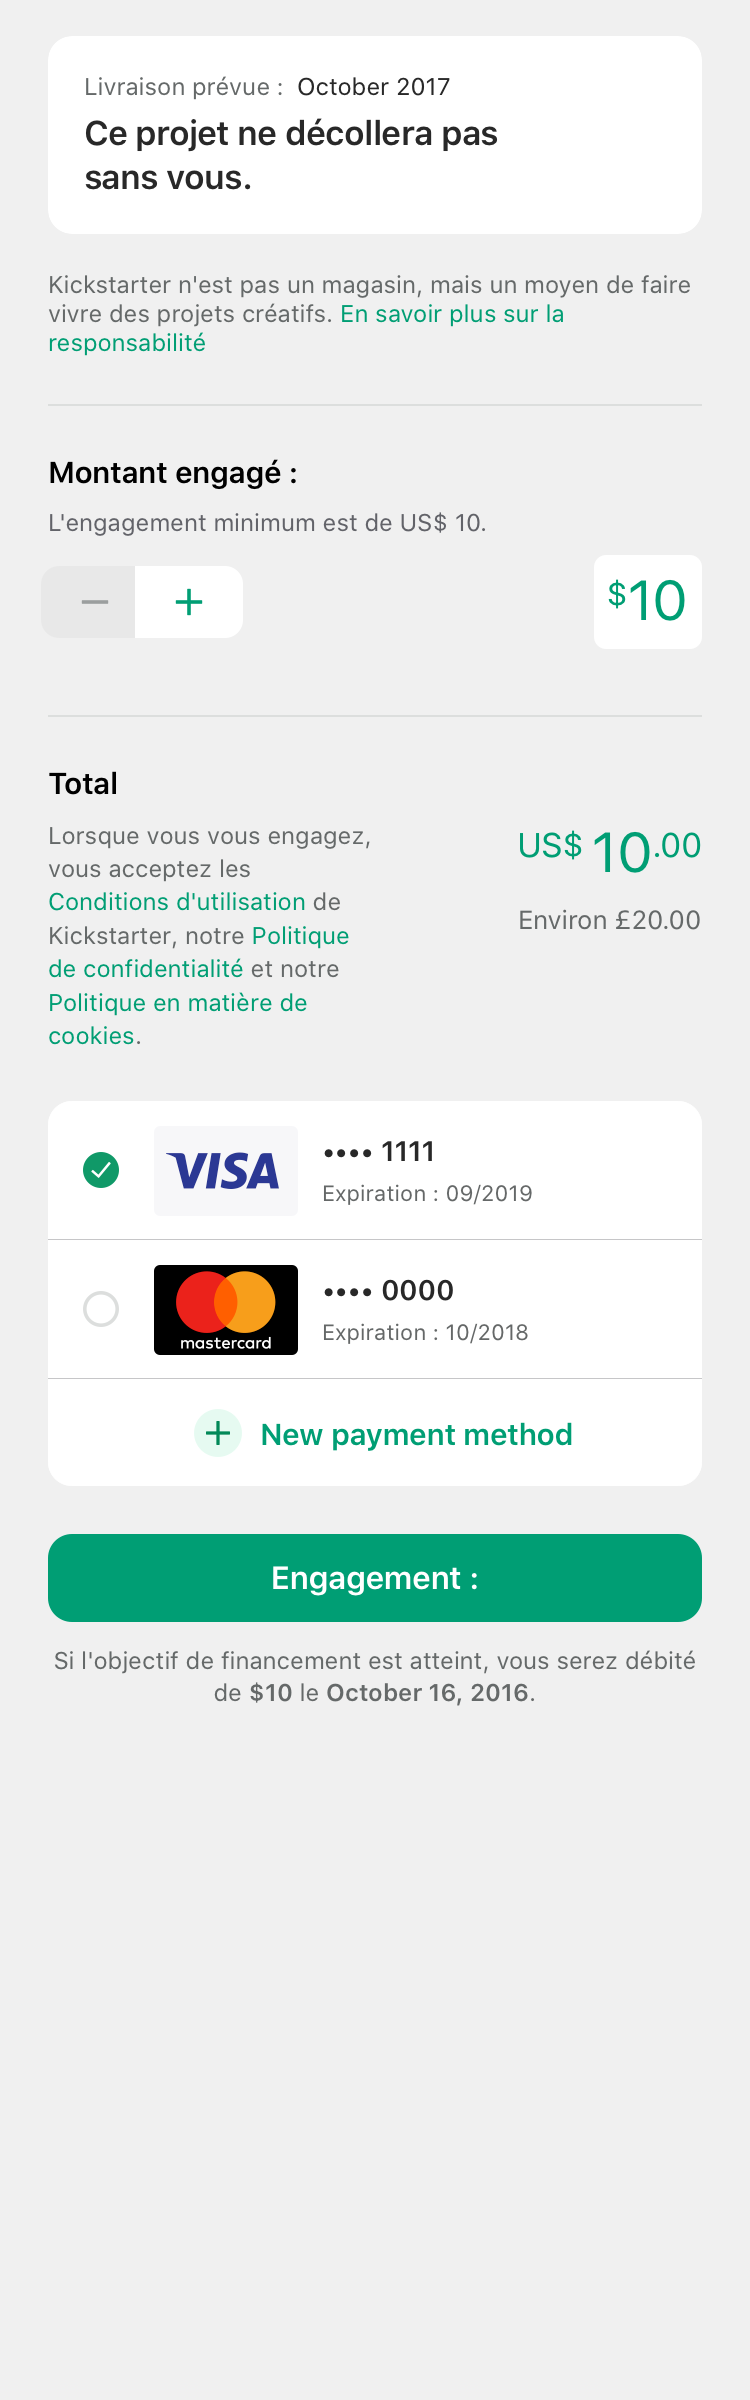 Livraison prévue : October 2017
Ce projet ne décollera pas
sans vous.
Kickstarter n'est pas un magasin, mais un moyen de faire
vivre des projets créatifs. En savoir plus sur la
responsabilité
Montant engagé :
L'engagement minimum est de US$ 10.
− +
$10
Total
Lorsque vous vous engagez,
vous acceptez les
Conditions d'utilisation de
Kickstarter, notre Politique
de confidentialité et notre
Politique en matière de
cookies.
US$ 10.00
Environ £20.00
VISA
•••• 1111
Expiration : 09/2019
mastercard
•••• 0000
Expiration : 10/2018
+ New payment method
Engagement :
Si l'objectif de financement est atteint, vous serez débité
de $10 le October 16, 2016.